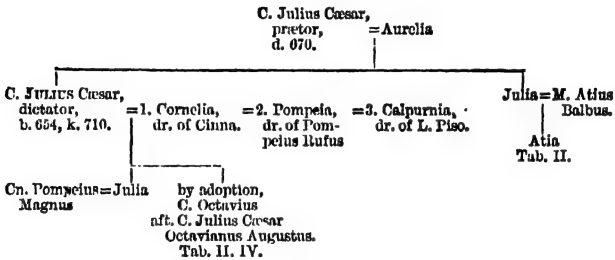 C. Julius Cæsar,
prætor, =Aurelia
d. 670.
C. JULIUS Cæsar, =1. Cornelia, =2. Pompeia, =3. Calpurnia, Julia=M. Atius
dictator, dr. of Cinna. dr. of Pom- dr. of L. Piso. Balbus.
b. 654, k. 710. peius Rufus
Atia
Tab. II.
Cn. Pompeius=Julia by adoption,
Magnus C. Octavius
aft. C. Julius Cæsar
Octavianus Augustus.
Tab. II. IV.